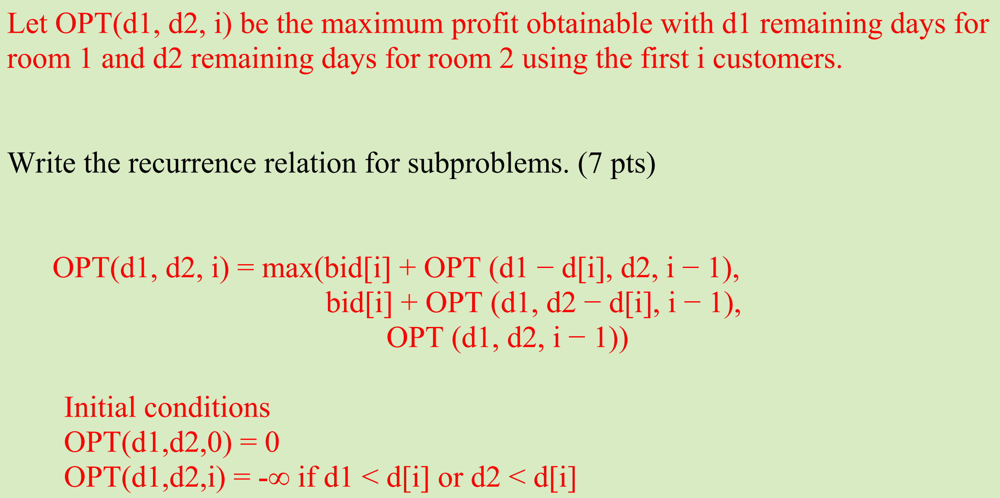 Let OPT(d1, d2, i) be the maximum profit obtainable with d1 remaining days for
room 1 and d2 remaining days for room 2 using the first i customers.
Write the recurrence relation for subproblems. (7 pts)
OPT(d1, d2, i) = max(bid[i] + OPT (d1 − d[i], d2, i − 1),
bid[i] + OPT (d1, d2 − d[i], i − 1),
OPT (d1, d2, i − 1))
Initial conditions
OPT(d1,d2,0) = 0
OPT(d1,d2,i) = -∞ if d1 < d[i] or d2 < d[i]